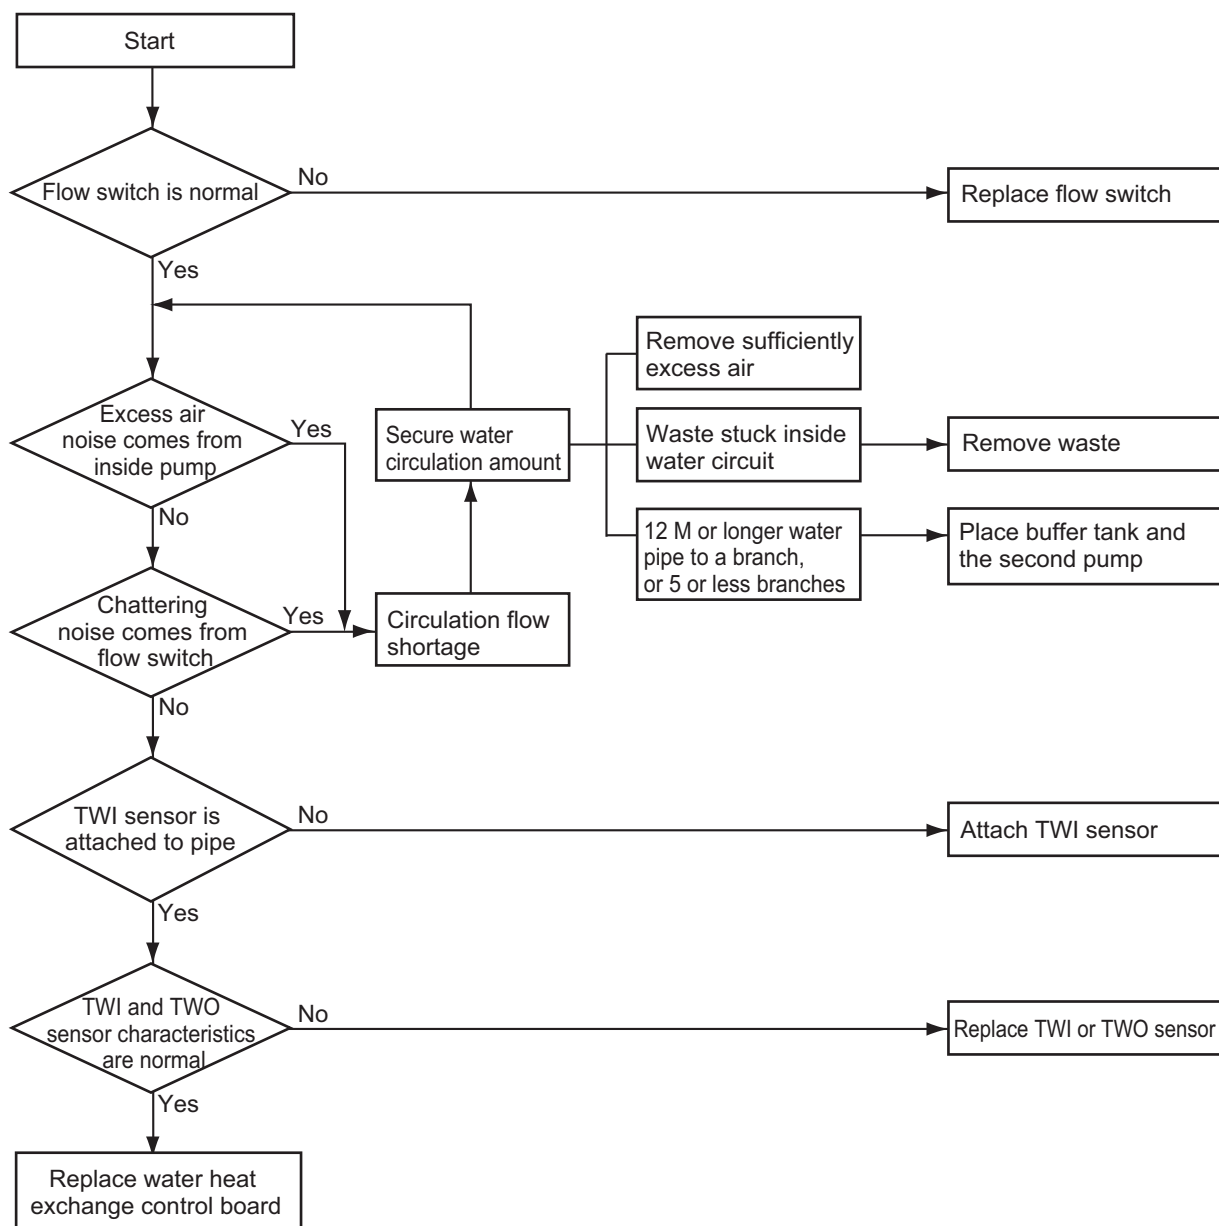 Start
Flow switch is normal
No
Replace flow switch
Yes
Excess air
noise comes from
inside pump
Yes
No
Secure water
circulation amount
Remove sufficiently
excess air
Waste stuck inside
water circuit
Remove waste
12 M or longer water
pipe to a branch,
or 5 or less branches
Place buffer tank and
the second pump
Chattering
noise comes from
flow switch
Yes
Circulation flow
shortage
No
TWI sensor is
attached to pipe
No
Attach TWI sensor
Yes
TWI and TWO
sensor characteristics
are normal
No
Replace TWI or TWO sensor
Yes
Replace water heat
exchange control board